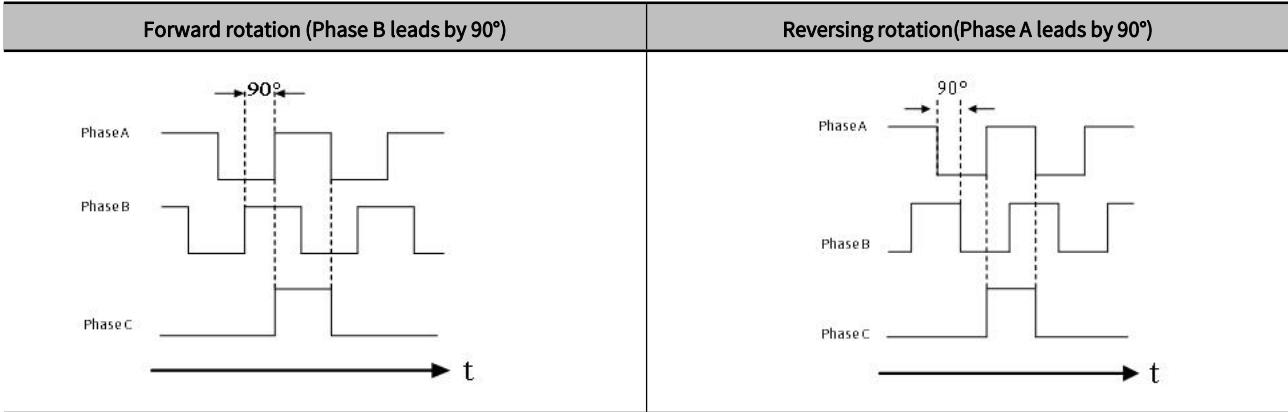 Forward rotation (Phase B leads by 90°)
Reversing rotation(Phase A leads by 90°)
90°
Phase A
Phase B
Phase C
t
90°
Phase A
Phase B
Phase C
t